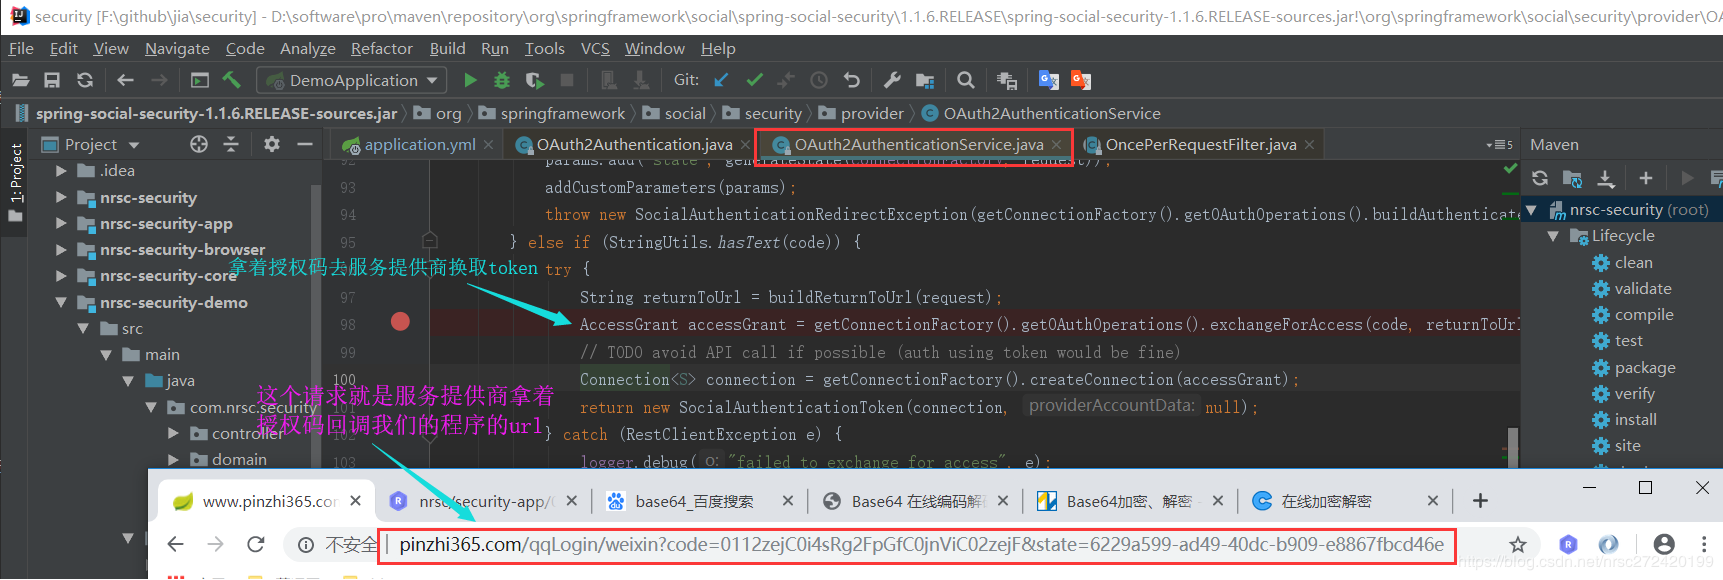 security [F:\github\jia\security] - D:\software\pro\maven\repository\org\springframework\social\spring-social-security\1.1.6.RELEASE\spring-social-security-1.1.6.RELEASE-sources.jar!\org\springframework\social\security\provider\OA
File Edit View Navigate Code Analyze Refactor Build Run Tools VCS Window Help
DemoApplication Git:
spring-social-security-1.1.6.RELEASE-sources.jar org springframework social security provider OAuth2AuthenticationService
Project application.yml OAuth2Authentication.java OAuth2AuthenticationService.java OncePerRequestFilter.java 5 Maven
1: Project
.idea
nrsc-security
nrsc-security-app
nrsc-security-browser
nrsc-security-core
nrsc-security-demo
src
main
java
com.nrsc.security
controller
domain
92 params.add("state", generateState(connectionFactory, request));
93 addCustomParameters(params);
94 throw new SocialAuthenticationRedirectException(getConnectionFactory().getOAuthOperations().buildAuthenticate
95 } else if (StringUtils.hasText(code)) {
拿着授权码去服务提供商换取token
try {
97 String returnToUrl = buildReturnToUrl(request);
98 AccessGrant accessGrant = getConnectionFactory().getOAuthOperations().exchangeForAccess(code, returnToUrl
99 // TODO avoid API call if possible (auth using token would be fine)
100 Connection<S> connection = getConnectionFactory().createConnection(accessGrant);
101 return new SocialAuthenticationToken(connection, providerAccountData: null);
102 } catch (RestClientException e) {
103 logger.debug( o: "failed to exchange for access", e);
这个请求就是服务提供商拿着
授权码回调我们的程序的url
nrsc-security (root)
Lifecycle
clean
validate
compile
test
package
verify
install
site
www.pinzhi365.com nrsc/security-app/ base64_百度搜索 Base64 在线编码解 Base64加密、解密 - 在线加密解密
不安全 | pinzhi365.com/qqLogin/weixin?code=0112zejC0i4sRg2FpGfC0jnViC02zejF&state=6229a599-ad49-40dc-b909-e8867fbcd46e
https://blog.csdn.net/nrsc272420199